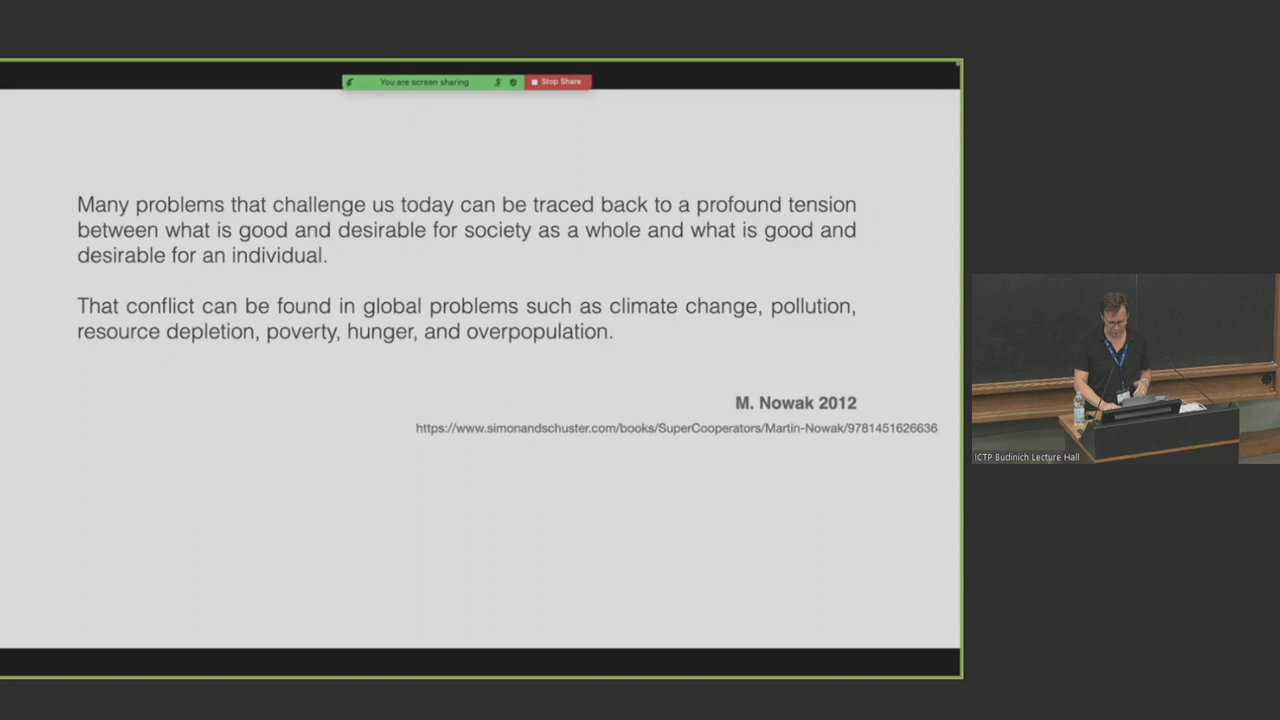 You are screen sharing
Stop Share
Many problems that challenge us today can be traced back to a profound tension
between what is good and desirable for society as a whole and what is good and
desirable for an individual.
That conflict can be found in global problems such as climate change, pollution,
resource depletion, poverty, hunger, and overpopulation.
M. Nowak 2012
https://www.simonandschuster.com/books/SuperCooperators/Martin-Nowak/9781451626636
ICTP Budinich Lecture Hall